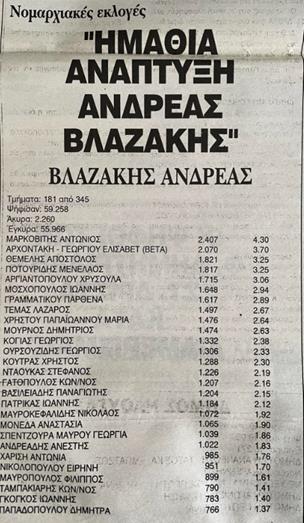 Νομαρχιακές εκλογές
"ΗΜΑΘΙΑ
ΑΝΑΠΤΥΞΗ
ΑΝΔΡΕΑΣ
ΒΛΑΖΑΚΗΣ"
ΒΛΑΖΑΚΗΣ ΑΝΔΡΕΑΣ
Τμήματα: 181 από 345
Ψήφισαν: 59.258
Άκυρα: 2.260
Έγκυρα: 55.966
ΜΑΡΚΟΒΙΤΗΣ ΑΝΤΩΝΙΟΣ 2.407 4.30
ΑΡΧΟΝΤΑΚΗ - ΓΕΩΡΓΙΟΥ ΕΛΙΣΑΒΕΤ (ΒΕΤΑ) 2.070 3.70
ΘΕΜΕΛΗΣ ΑΠΟΣΤΟΛΟΣ 1.821 3.25
ΠΟΤΟΥΡΙΔΗΣ ΜΕΝΕΛΑΟΣ 1.817 3.25
ΑΡΓΙΑΝΤΟΠΟΥΛΟΥ ΧΡΥΣΟΥΛΑ 1.715 3.06
ΜΟΣΧΟΠΟΥΛΟΣ ΙΩΑΝΝΗΣ 1.648 2.94
ΓΡΑΜΜΑΤΙΚΟΥ ΠΑΡΘΕΝΑ 1.617 2.89
ΤΕΜΑΣ ΛΑΖΑΡΟΣ 1.497 2.67
ΧΡΗΣΤΟΥ ΠΑΠΑΪΩΑΝΝΟΥ ΜΑΡΙΑ 1.476 2.64
ΜΟΥΡΝΟΣ ΔΗΜΗΤΡΙΟΣ 1.474 2.63
ΚΟΓΙΑΣ ΓΕΩΡΓΙΟΣ 1.332 2.38
ΟΥΡΣΟΥΖΙΔΗΣ ΓΕΩΡΓΙΟΣ 1.306 2.33
ΚΟΥΤΡΑΣ ΧΡΗΣΤΟΣ 1.288 2.30
ΝΤΑΟΥΚΑΣ ΣΤΕΦΑΝΟΣ 1.226 2.19
ΓΑΤΘΟΠΟΥΛΟΣ ΚΩΝ/ΝΟΣ 1.207 2.16
ΒΑΣΙΛΕΙΑΔΗΣ ΠΑΝΑΓΙΩΤΗΣ 1.204 2.15
ΠΑΤΡΙΚΑΣ ΙΩΑΝΝΗΣ 1.184 2.12
ΜΑΥΡΟΚΕΦΑΛΙΔΗΣ ΝΙΚΟΛΑΟΣ 1.072 1.92
ΜΟΝΕΔΑ ΑΝΑΣΤΑΣΙΑ 1.065 1.90
ΣΠΕΝΤΖΟΥΡΑ ΜΑΥΡΟΥ ΓΕΩΡΓΙΑ 1.039 1.86
ΑΝΔΡΕΑΔΗΣ ΑΝΕΣΤΗΣ 1.022 1.83
ΧΑΡΙΣΗ ΑΝΤΩΝΙΑ 985 1.76
ΝΙΚΟΛΟΠΟΥΛΟΥ ΕΙΡΗΝΗ 951 1.70
ΜΑΥΡΟΠΟΥΛΟΣ ΦΙΛΙΠΠΟΣ 899 1.61
ΤΑΜΠΑΚΙΑΡΗΣ ΚΩΝ/ΝΟΣ 790 1.41
ΓΚΟΓΚΟΣ ΙΩΑΝΝΗΣ 783 1.40
ΠΑΠΑΔΟΠΟΥΛΟΥ ΔΗΜΗΤΡΑ 766 1.37